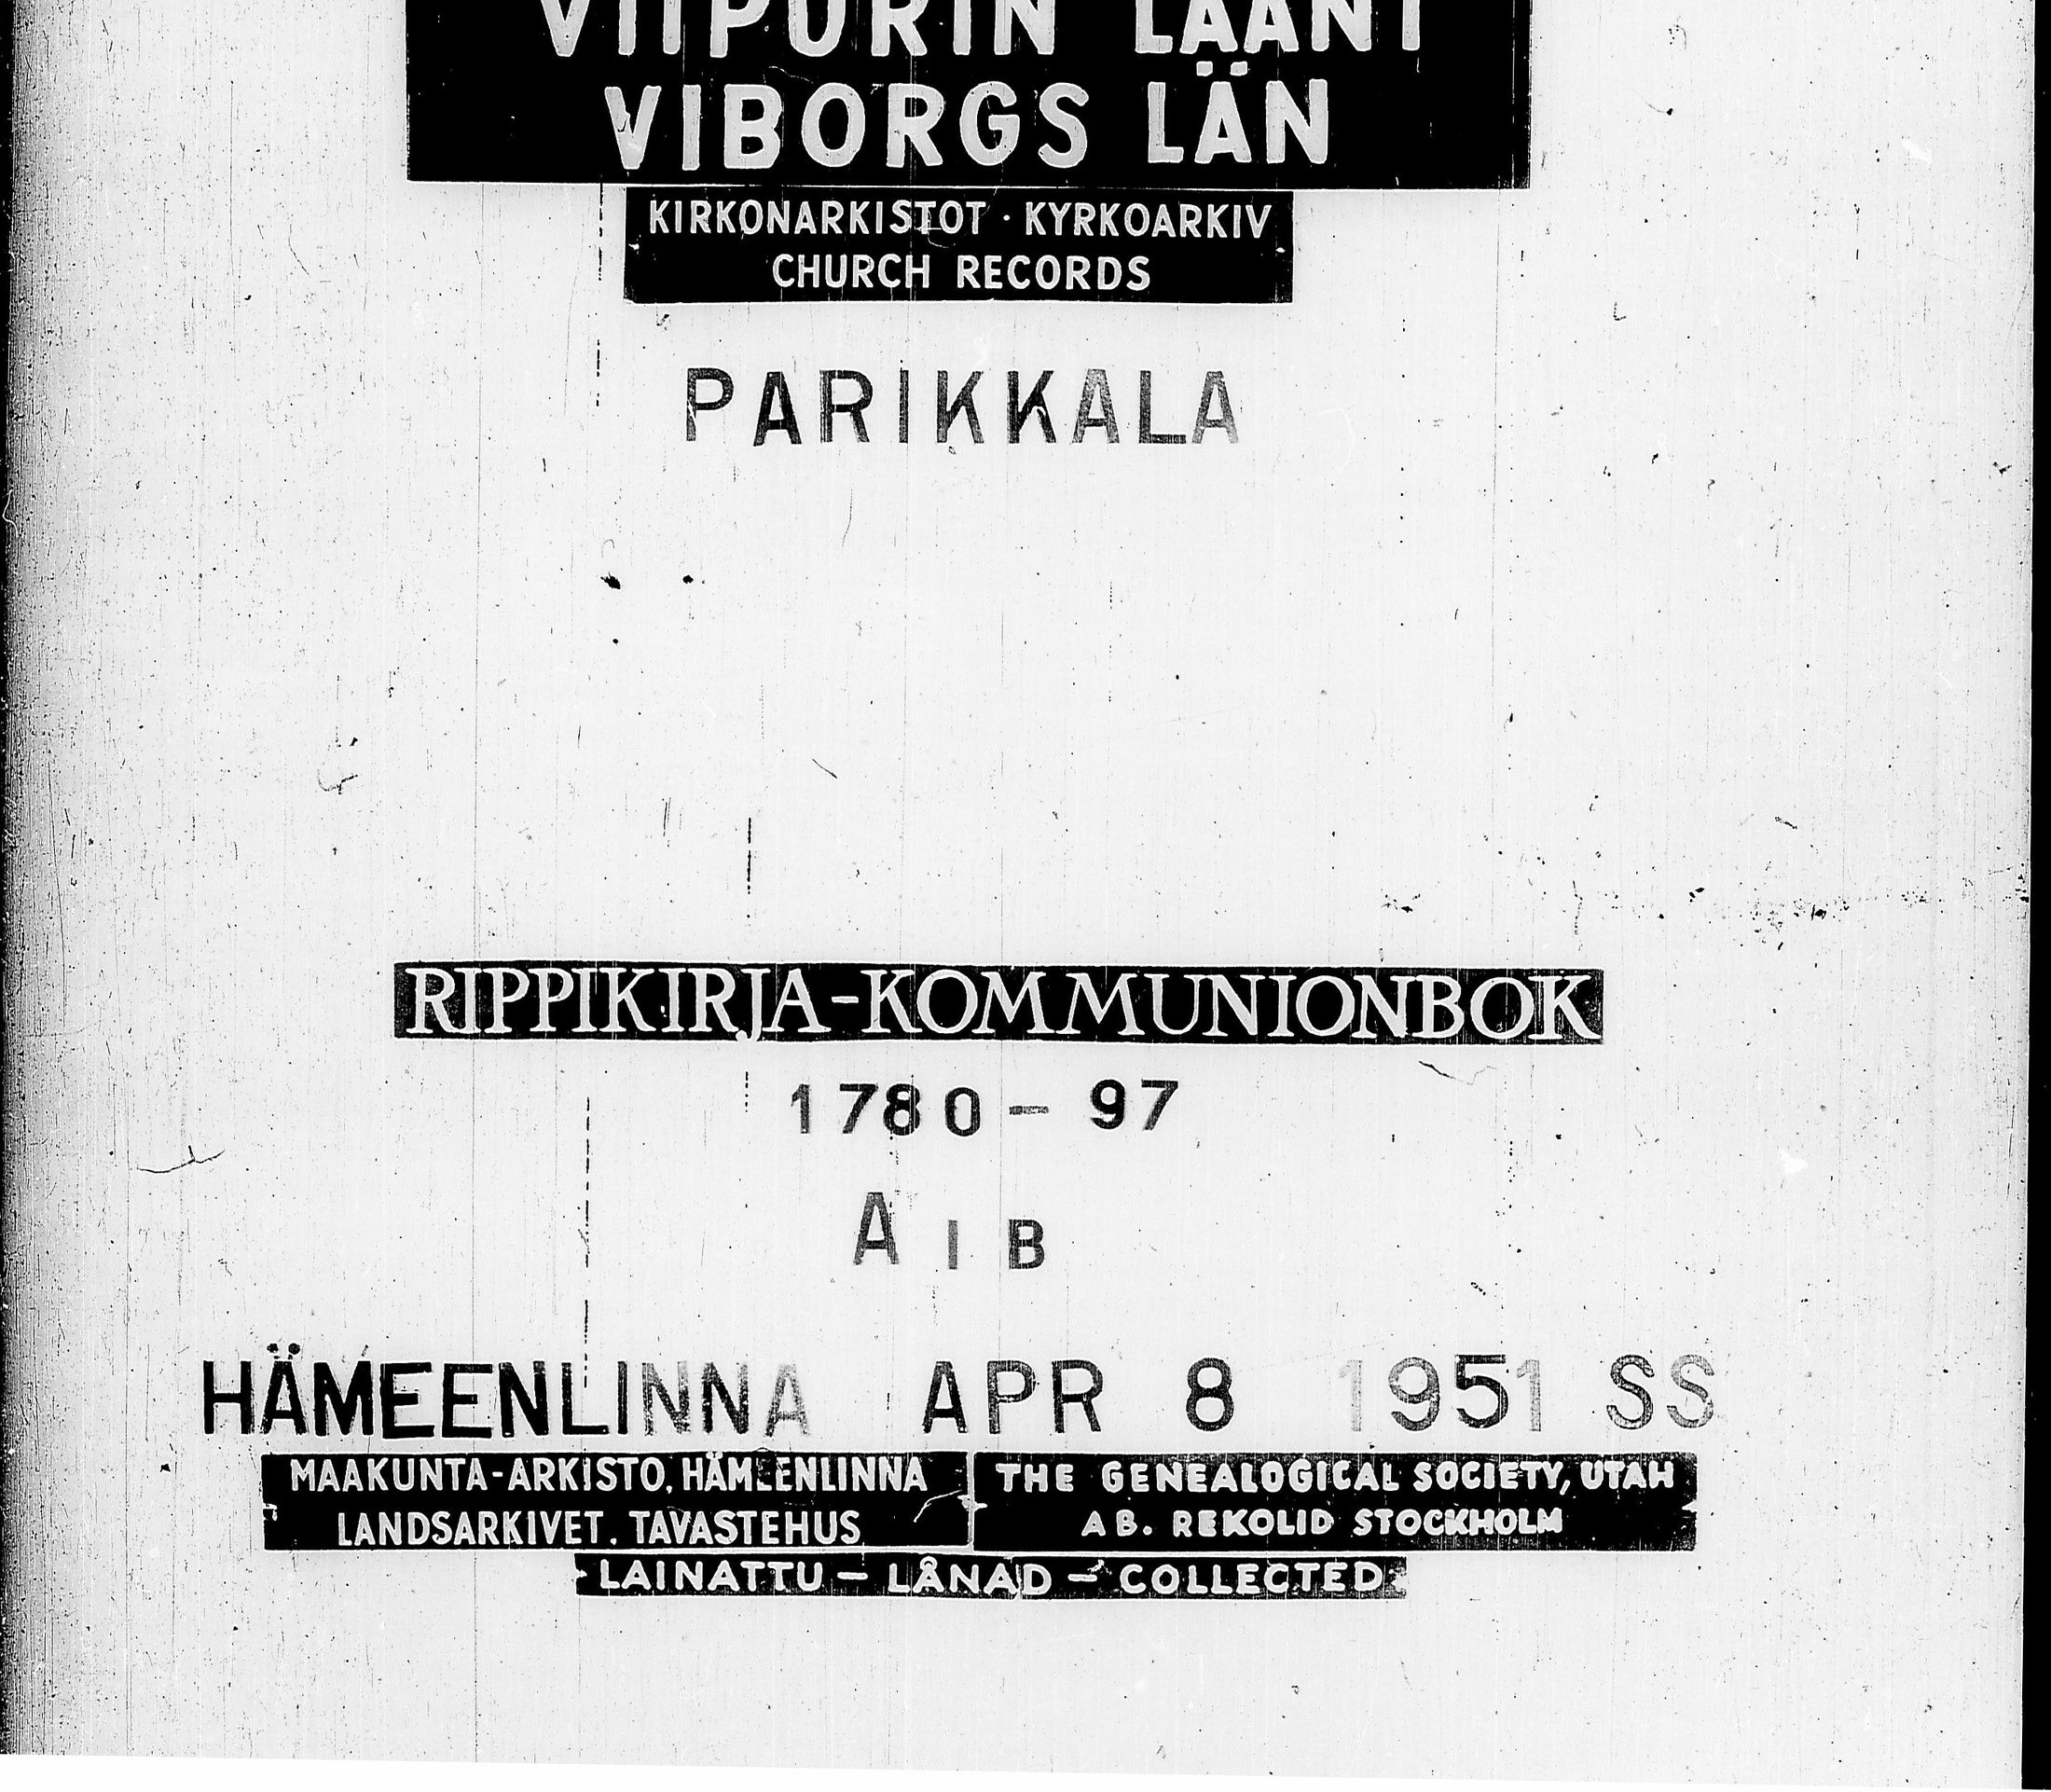 VIIPURIN LÄÄNI
VIBORGS LÄN
KIRKONARKISTOT · KYRKOARKIV
CHURCH RECORDS
PARIKKALA
RIPPIKIRJA-KOMMUNIONBOK
1780-97
A I B
HÄMEENLINNA APR 8 1951 SS
MAAKUNTA-ARKISTO, HÄMEENLINNA
LANDSARKIVET, TAVASTEHUS
THE GENEALOGICAL SOCIETY, UTAH
AB. REKOLID STOCKHOLM
LAINATTU - LÅNAD - COLLECTED